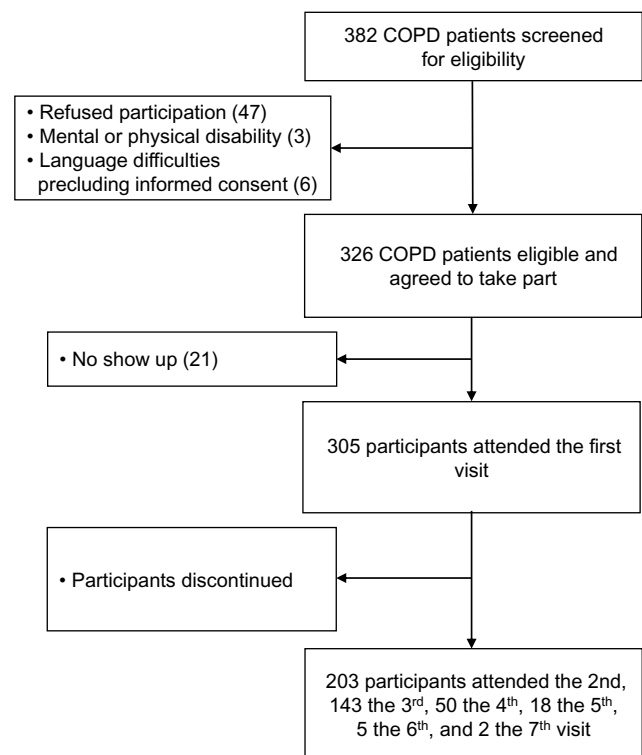 382 COPD patients screened
for eligibility
• Refused participation (47)
• Mental or physical disability (3)
• Language difficulties
precluding informed consent (6)
326 COPD patients eligible and
agreed to take part
• No show up (21)
305 participants attended the first
visit
• Participants discontinued
203 participants attended the 2nd,
143 the 3rd, 50 the 4th, 18 the 5th,
5 the 6th, and 2 the 7th visit